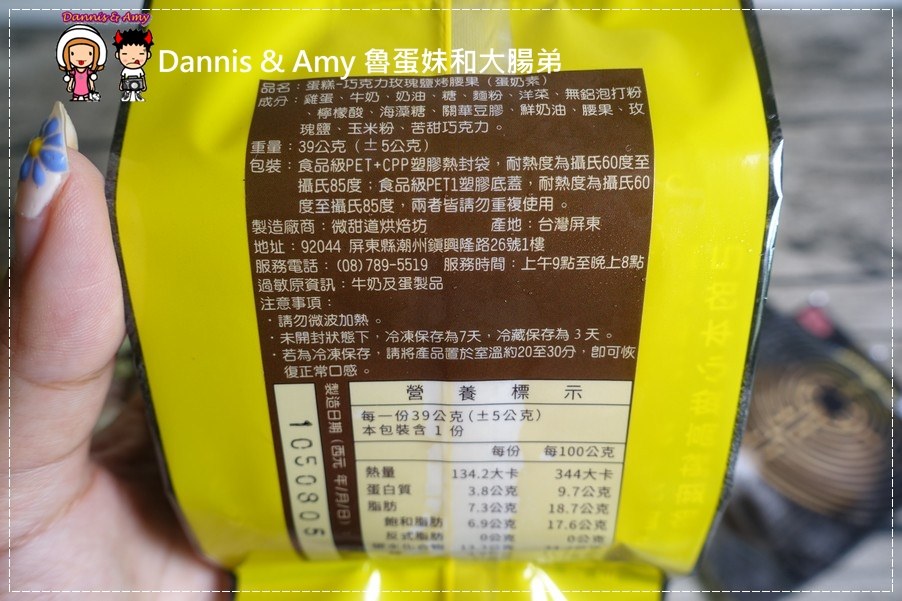 Dannis & Amy
Dannis & Amy 魯蛋妹和大腸弟
品名：蛋糕-巧克力玫瑰鹽烤腰果（蛋奶素）
成分：雞蛋、牛奶、奶油、糖、麵粉、洋菜、無鋁泡打粉
、檸檬酸、海藻糖、關華豆膠、鮮奶油、腰果、玫
瑰鹽、玉米粉、苦甜巧克力。
重量：39公克（±5公克）
包裝：食品級PET+CPP塑膠熱封袋，耐熱度為攝氏60度至
攝氏85度；食品級PET1塑膠底蓋，耐熱度為攝氏60
度至攝氏85度，兩者皆請勿重複使用。
製造廠商：微甜道烘焙坊 產地：台灣屏東
地址：92044 屏東縣潮州鎮興隆路26號1樓
服務電話：(08)789-5519 服務時間：上午9點至晚上8點
過敏原資訊：牛奶及蛋製品
注意事項：
・請勿微波加熱。
・未開封狀態下，冷凍保存為7天，冷藏保存為 3 天。
・若為冷凍保存，請將產品置於室溫約20至30分，即可恢
復正常口感。
製造日期（西元 年/月/日）
1050805
營 養 標 示
每一份39公克(±5公克)
本包裝含 1 份
每份 每100公克
熱量 134.2大卡 344大卡
蛋白質 3.8公克 9.7公克
脂肪 7.3公克 18.7公克
飽和脂肪 6.9公克 17.6公克
反式脂肪 0公克 0公克